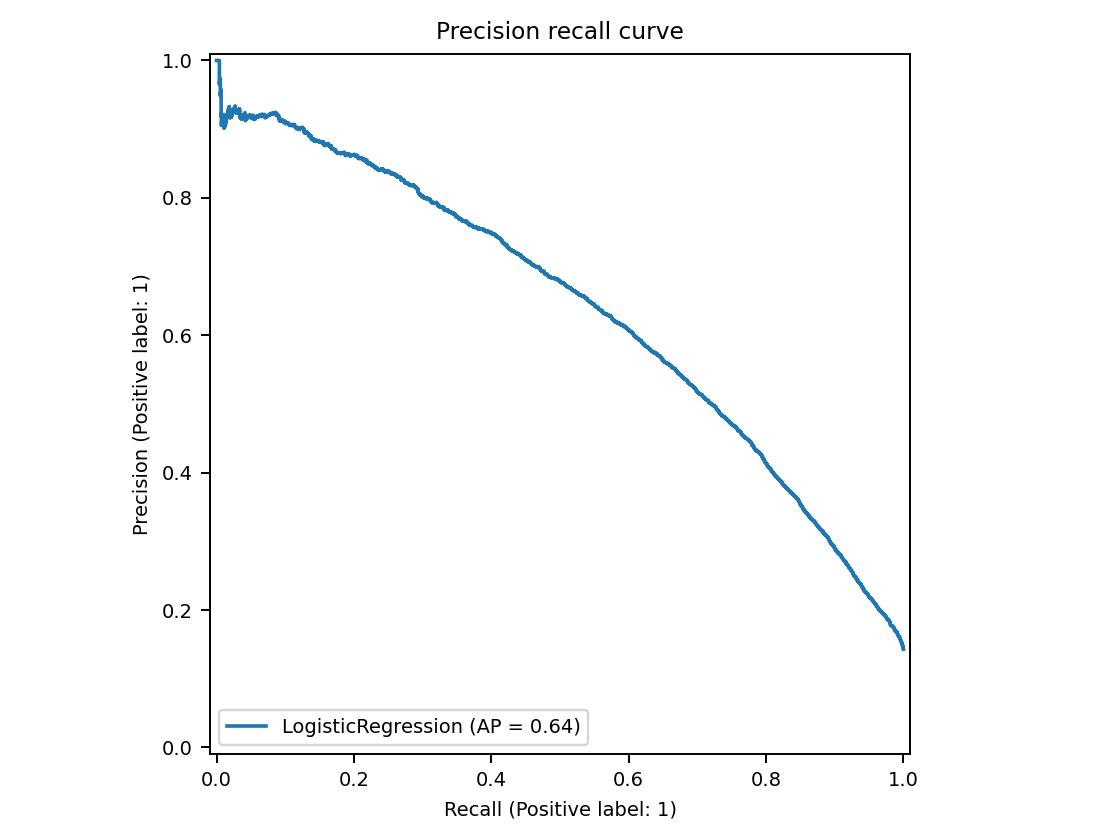 Precision recall curve
1.0
0.8
0.6
0.4
0.2
0.0
Precision (Positive label: 1)
LogisticRegression (AP = 0.64)
0.0 0.2 0.4 0.6 0.8 1.0
Recall (Positive label: 1)